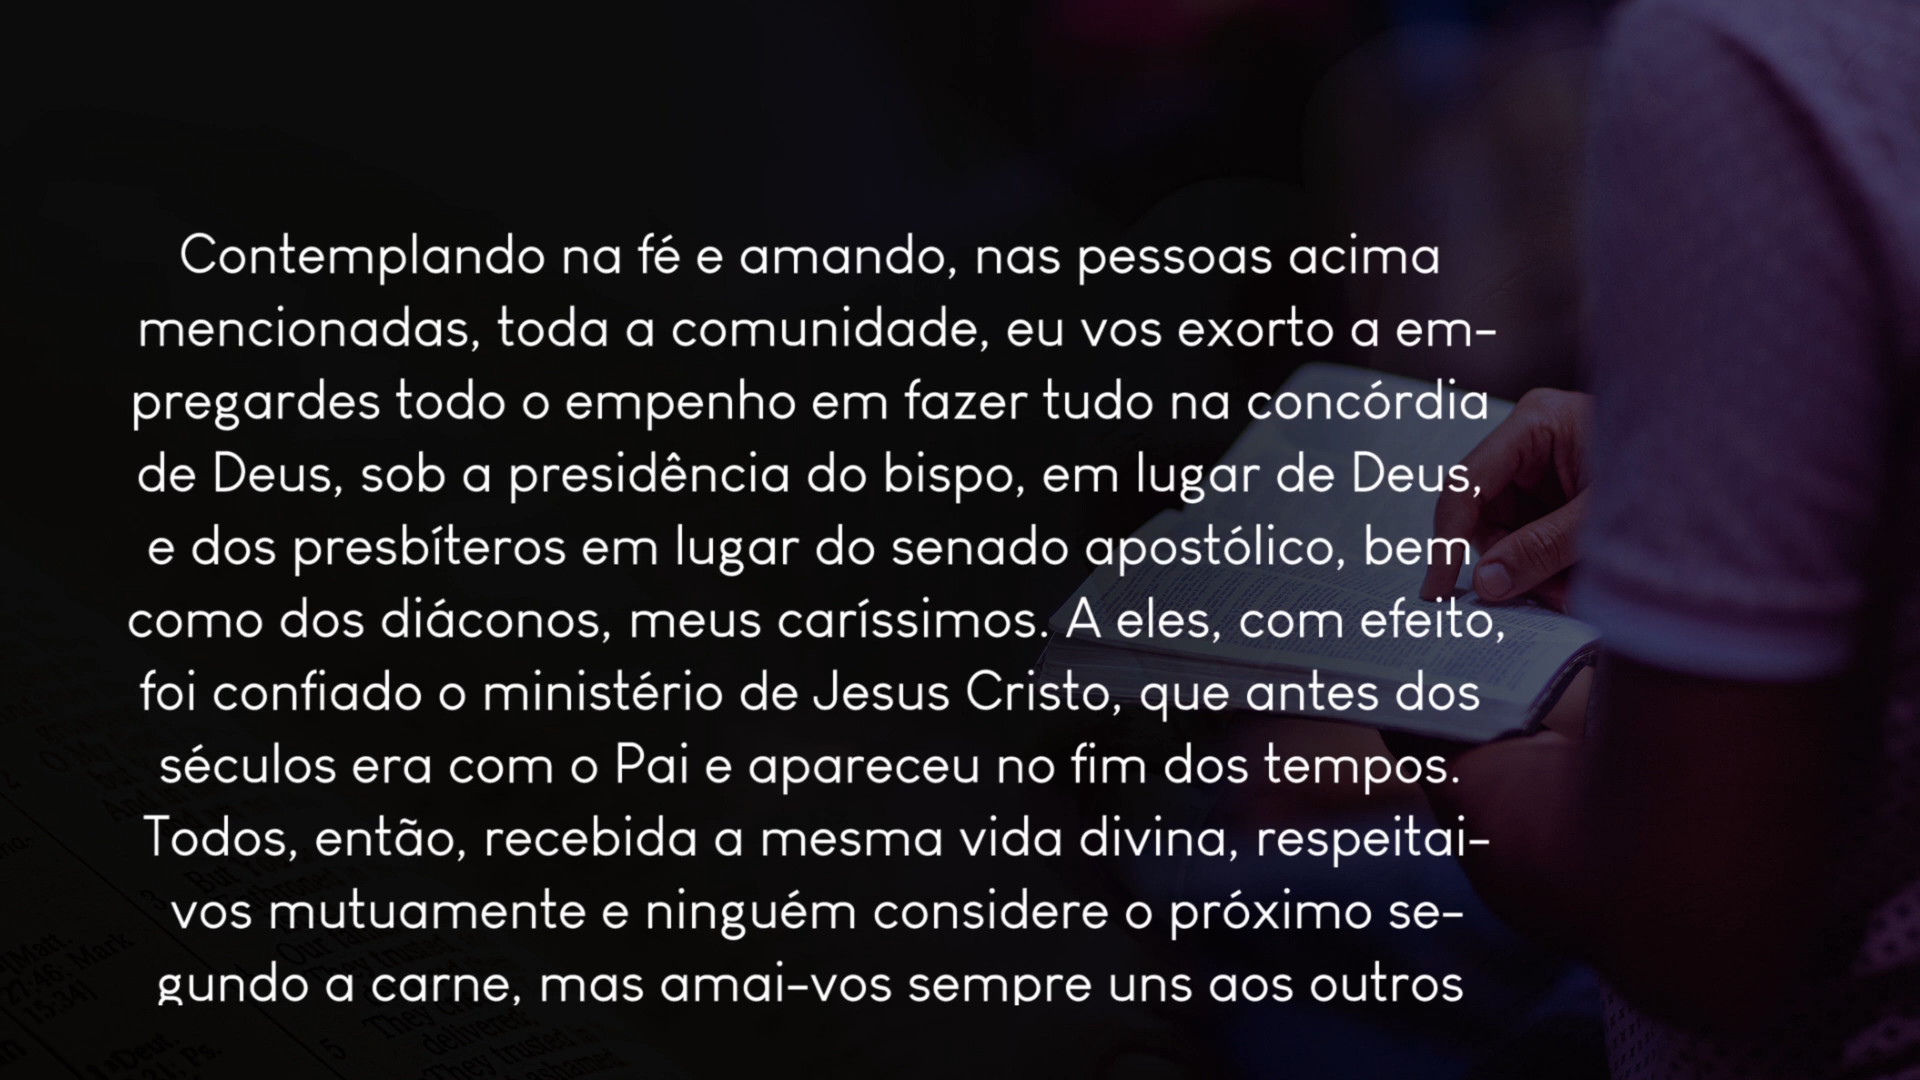 Contemplando na fé e amando, nas pessoas acima
mencionadas, toda a comunidade, eu vos exorto a em-
pregardes todo o empenho em fazer tudo na concórdia
de Deus, sob a presidência do bispo, em lugar de Deus,
e dos presbíteros em lugar do senado apostólico, bem
como dos diáconos, meus caríssimos. A eles, com efeito,
foi confiado o ministério de Jesus Cristo, que antes dos
séculos era com o Pai e apareceu no fim dos tempos.
Todos, então, recebida a mesma vida divina, respeitai-
vos mutuamente e ninguém considere o próximo se-
gundo a carne, mas amai-vos sempre uns aos outros